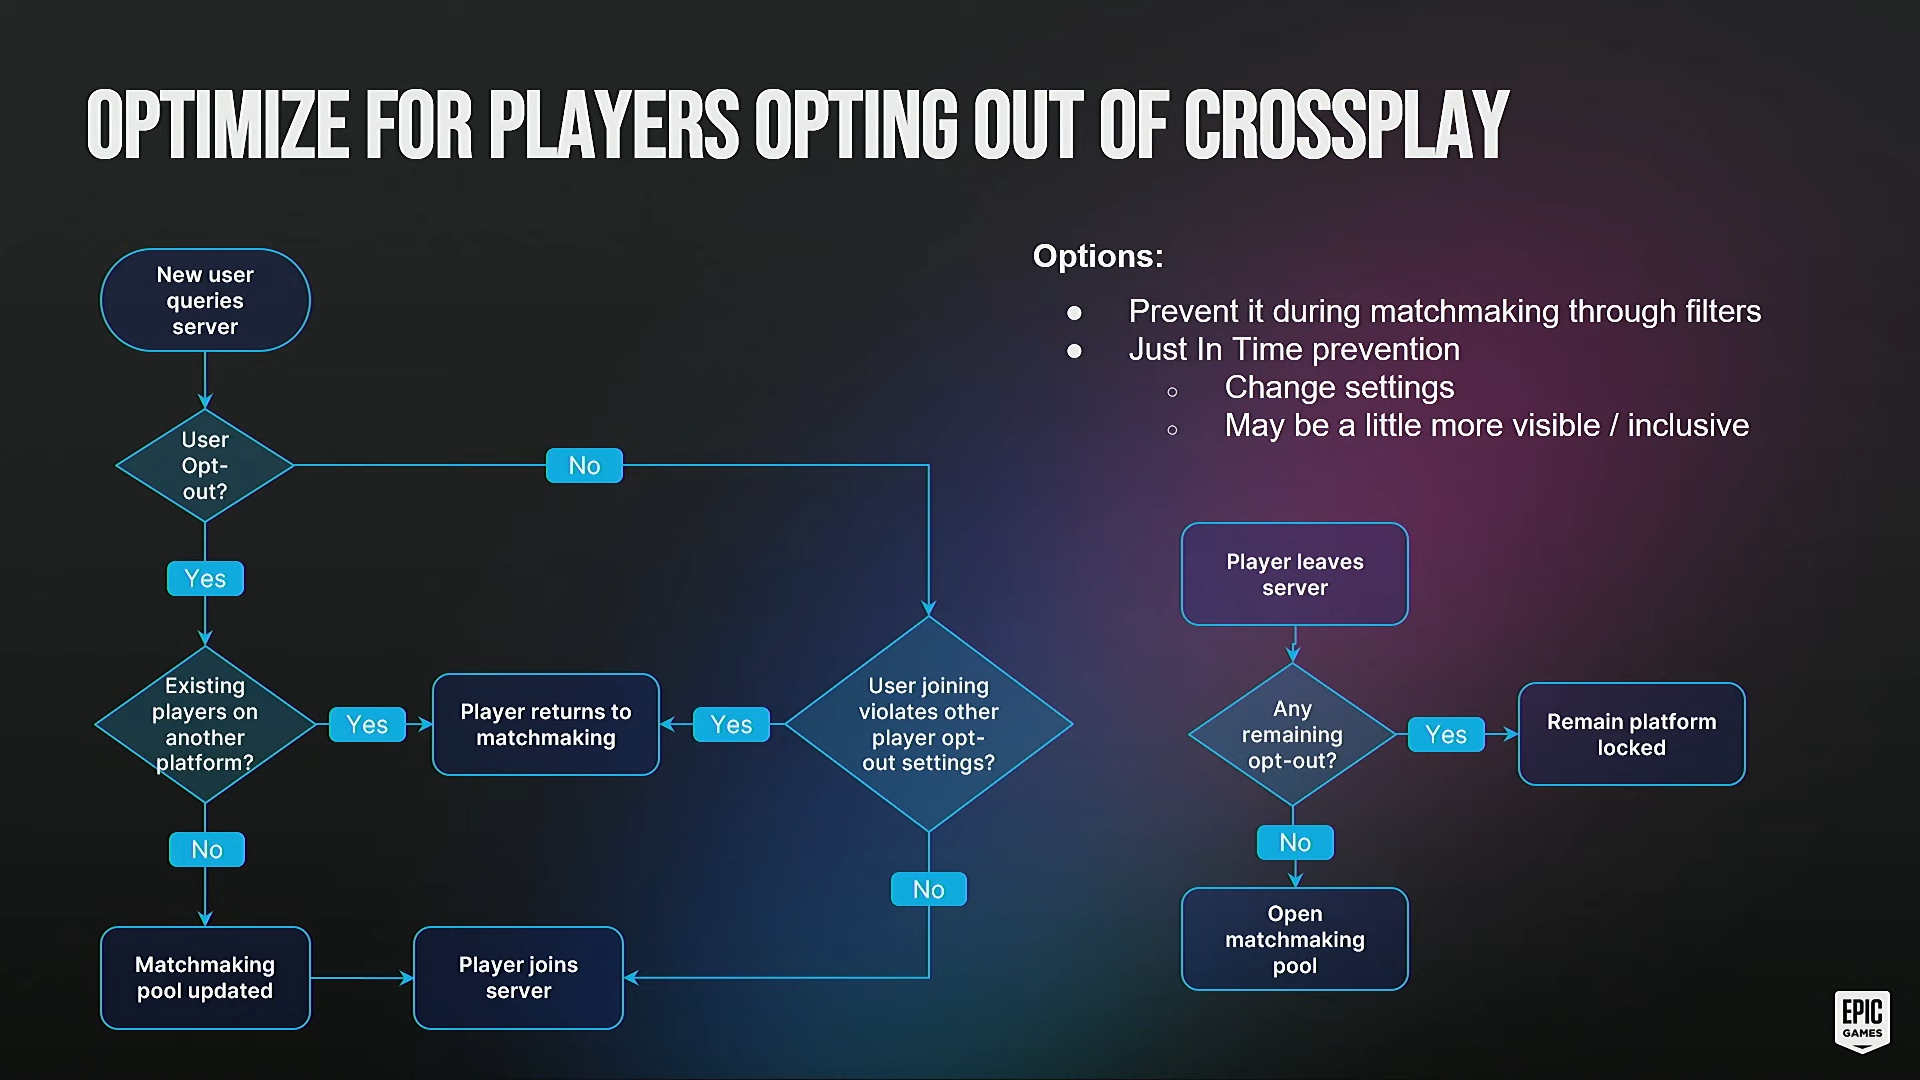 OPTIMIZE FOR PLAYERS OPTING OUT OF CROSSPLAY
New user
queries
server
User
Opt-
out?
No
Yes
Existing
players on
another
platform?
Yes
Player returns to
matchmaking
Yes
User joining
violates other
player opt-
out settings?
No
No
Matchmaking
pool updated
Player joins
server
Options:
● Prevent it during matchmaking through filters
● Just In Time prevention
○ Change settings
○ May be a little more visible / inclusive
Player leaves
server
Any
remaining
opt-out?
Yes
Remain platform
locked
No
Open
matchmaking
pool
EPIC
GAMES